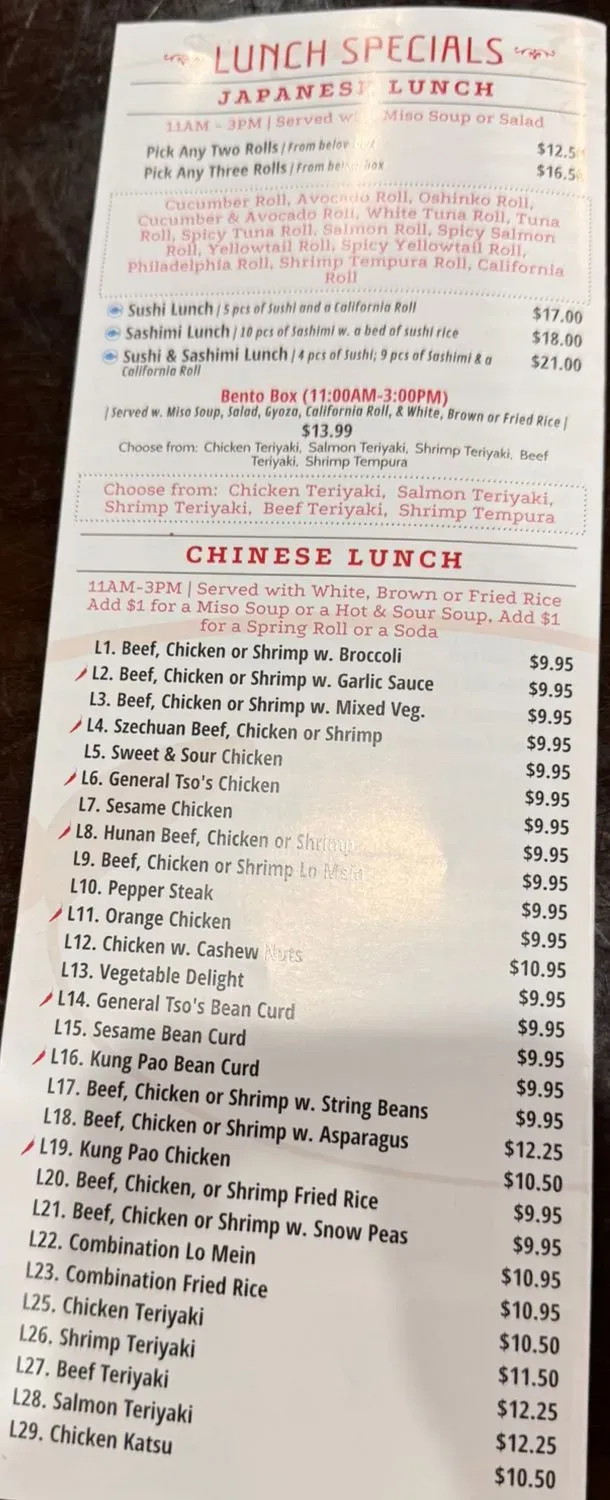 LUNCH SPECIALS
JAPANESE LUNCH
11AM - 3PM | Served Miso Soup or Salad
Pick Any Two Rolls / From below $12.5
Pick Any Three Rolls / From below box $16.5
Cucumber Roll, Avocado Roll, Oshinko Roll,
Cucumber & Avocado Roll, White Tuna Roll, Tuna
Roll, Spicy Tuna Roll, Salmon Roll, Spicy Salmon
Roll, Yellowtail Roll, Spicy Yellowtail Roll,
Philadelphia Roll, Shrimp Tempura Roll, California
Roll
Sushi Lunch / 5 pcs of Sushi and a California Roll $17.00
Sashimi Lunch / 10 pcs of Sashimi w. a bed of sushi rice $18.00
Sushi & Sashimi Lunch / 4 pcs of Sushi; 9 pcs of Sashimi & a $21.00
California Roll
Bento Box (11:00AM-3:00PM)
| Served w. Miso Soup, Salad, Gyoza, California Roll, & White, Brown or Fried Rice |
$13.99
Choose from: Chicken Teriyaki, Salmon Teriyaki, Shrimp Teriyaki, Beef
Teriyaki, Shrimp Tempura
Choose from: Chicken Teriyaki, Salmon Teriyaki,
Shrimp Teriyaki, Beef Teriyaki, Shrimp Tempura
CHINESE LUNCH
11AM-3PM | Served with White, Brown or Fried Rice
Add $1 for a Miso Soup or a Hot & Sour Soup, Add $1
for a Spring Roll or a Soda
L1. Beef, Chicken or Shrimp w. Broccoli $9.95
L2. Beef, Chicken or Shrimp w. Garlic Sauce $9.95
L3. Beef, Chicken or Shrimp w. Mixed Veg. $9.95
L4. Szechuan Beef, Chicken or Shrimp $9.95
L5. Sweet & Sour Chicken $9.95
L6. General Tso's Chicken $9.95
L7. Sesame Chicken $9.95
L8. Hunan Beef, Chicken or Shrimp $9.95
L9. Beef, Chicken or Shrimp Lo Mein $9.95
L10. Pepper Steak $9.95
L11. Orange Chicken $9.95
L12. Chicken w. Cashew Nuts $10.95
L13. Vegetable Delight $9.95
L14. General Tso's Bean Curd $9.95
L15. Sesame Bean Curd $9.95
L16. Kung Pao Bean Curd $9.95
L17. Beef, Chicken or Shrimp w. String Beans $9.95
L18. Beef, Chicken or Shrimp w. Asparagus $12.25
L19. Kung Pao Chicken $10.50
L20. Beef, Chicken, or Shrimp Fried Rice $9.95
L21. Beef, Chicken or Shrimp w. Snow Peas $9.95
L22. Combination Lo Mein $10.95
L23. Combination Fried Rice $10.95
L25. Chicken Teriyaki $10.50
L26. Shrimp Teriyaki $11.50
L27. Beef Teriyaki $12.25
L28. Salmon Teriyaki $12.25
L29. Chicken Katsu $10.50